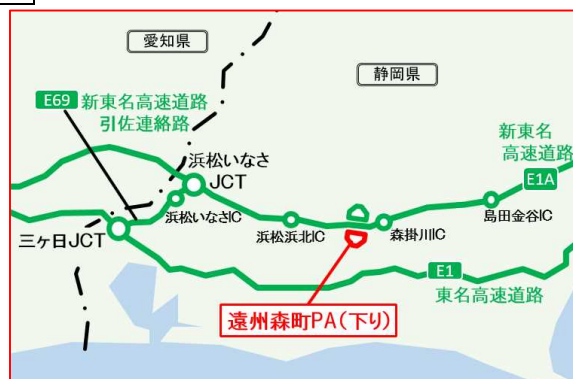 愛知県
静岡県
E69 新東名高速道路
引佐連絡路
新東名
高速道路
E1A
浜松いなさ
JCT
浜松いなさIC
島田金谷IC
浜松浜北IC
森掛川IC
三ヶ日JCT
E1
東名高速道路
遠州森町PA(下り)